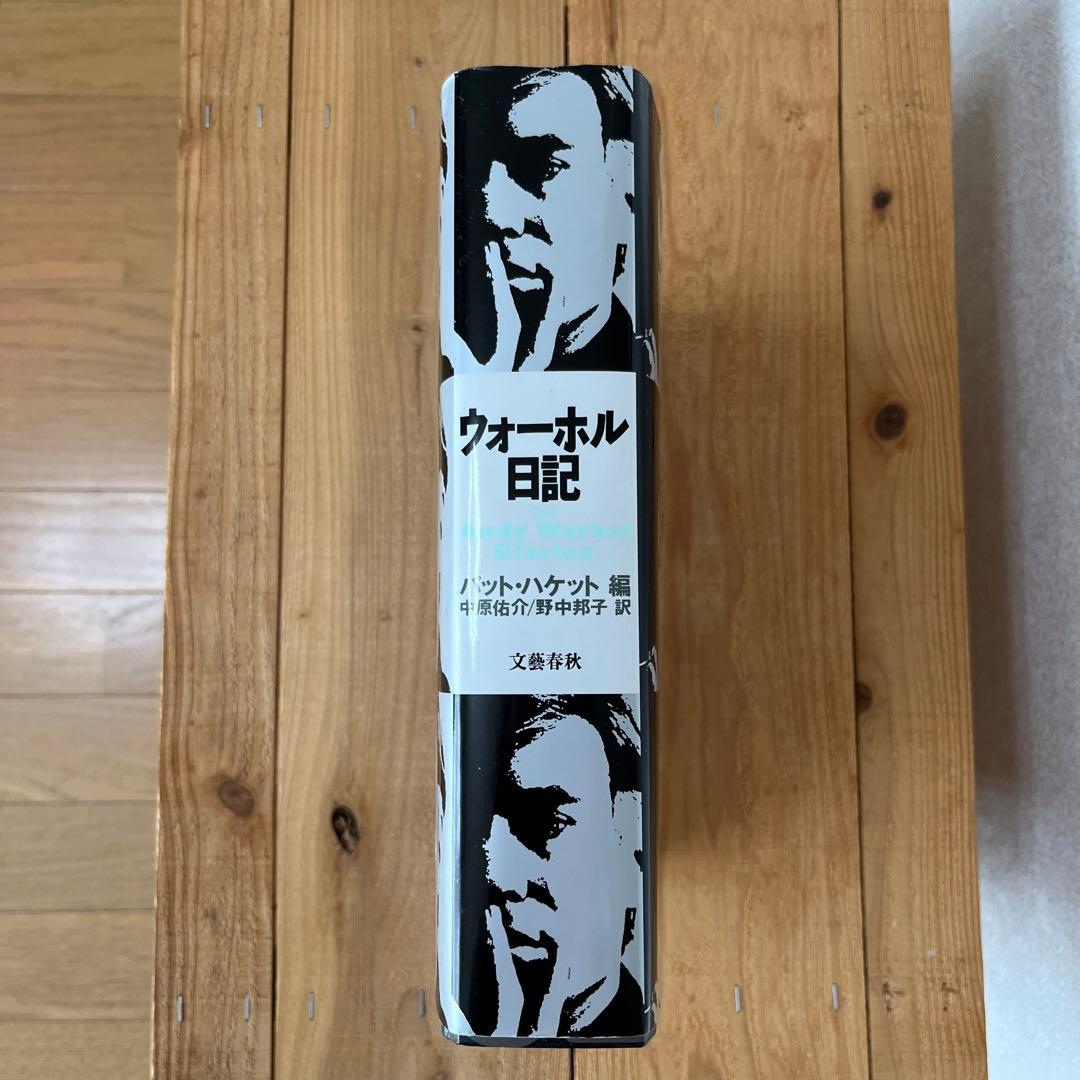 ウォーホル
日記
The
Andy Warhol
Diaries
パット・ハケット 編
中原佑介/野中邦子 訳
文藝春秋